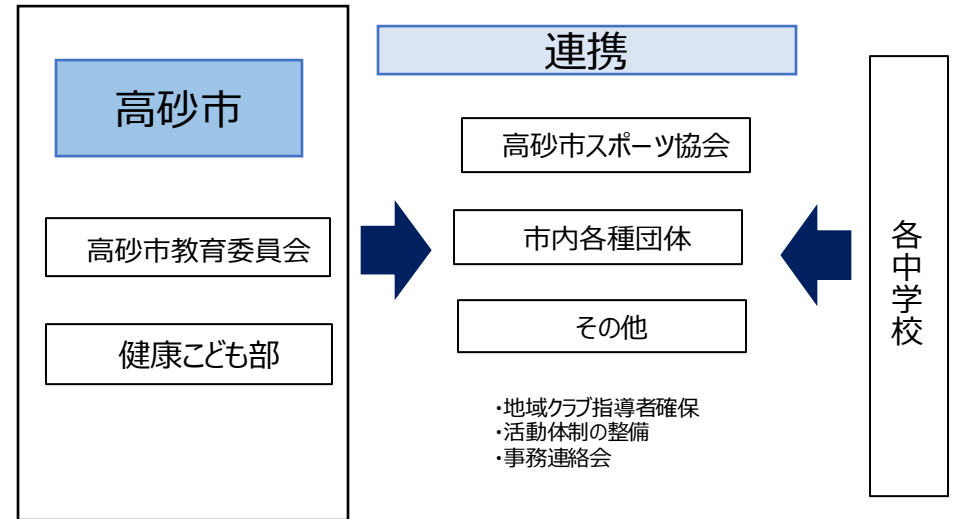 高砂市
高砂市教育委員会
健康こども部
連携
高砂市スポーツ協会
市内各種団体
その他
・地域クラブ指導者確保
・活動体制の整備
・事務連絡会
各中学校